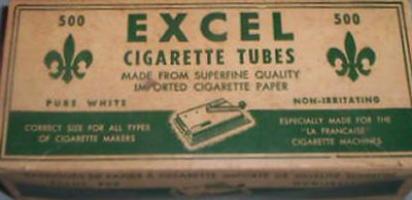 500 EXCEL 500
CIGARETTE TUBES
MADE FROM SUPERFINE QUALITY
IMPORTED CIGARETTE PAPER
PURE WHITE
NON-IRRITATING
CORRECT SIZE FOR ALL TYPES
OF CIGARETTE MAKERS
ESPECIALLY MADE FOR THE
"LA FRANCAISE"
CIGARETTE MACHINES